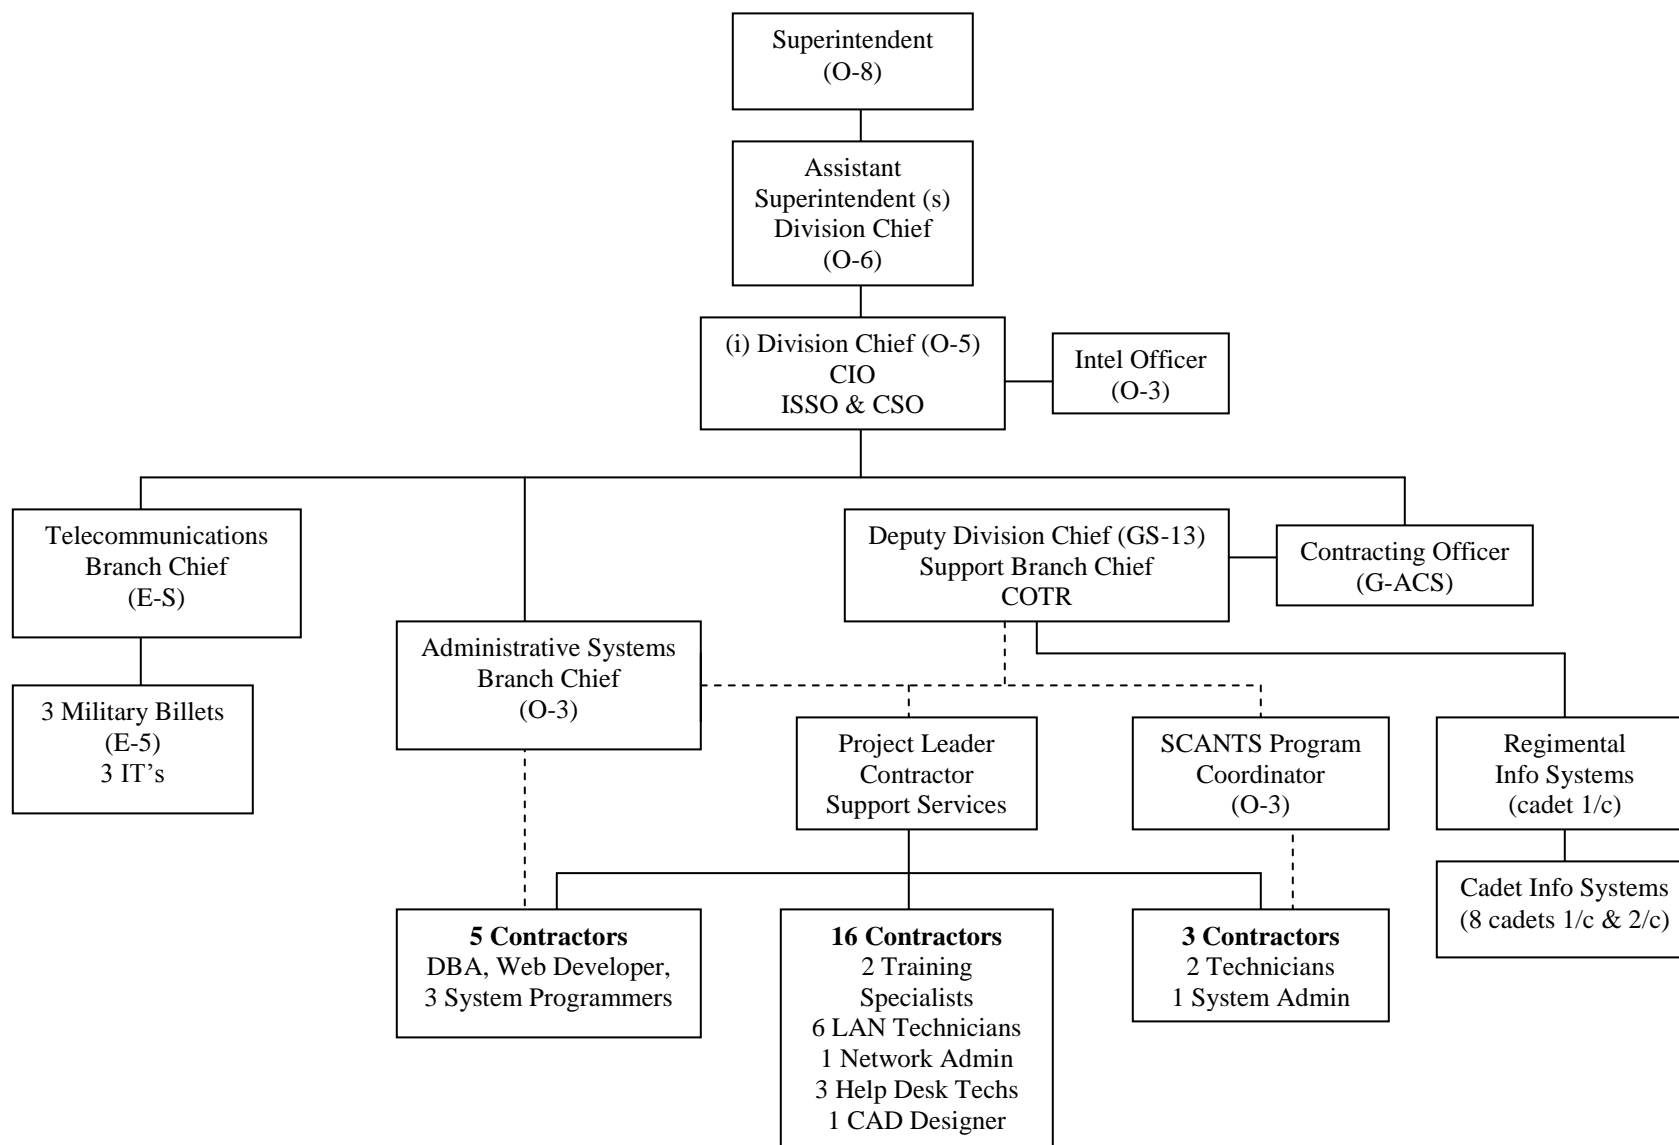 Superintendent
(O-8)
Assistant
Superintendent (s)
Division Chief
(O-6)
(i) Division Chief (O-5)
CIO
ISSO & CSO
Intel Officer
(O-3)
Telecommunications
Branch Chief
(E-S)
Deputy Division Chief (GS-13)
Support Branch Chief
COTR
Contracting Officer
(G-ACS)
Administrative Systems
Branch Chief
(O-3)
3 Military Billets
(E-5)
3 IT’s
Project Leader
Contractor
Support Services
SCANTS Program
Coordinator
(O-3)
Regimental
Info Systems
(cadet 1/c)
Cadet Info Systems
(8 cadets 1/c & 2/c)
5 Contractors
DBA, Web Developer,
3 System Programmers
16 Contractors
2 Training
Specialists
6 LAN Technicians
1 Network Admin
3 Help Desk Techs
1 CAD Designer
3 Contractors
2 Technicians
1 System Admin